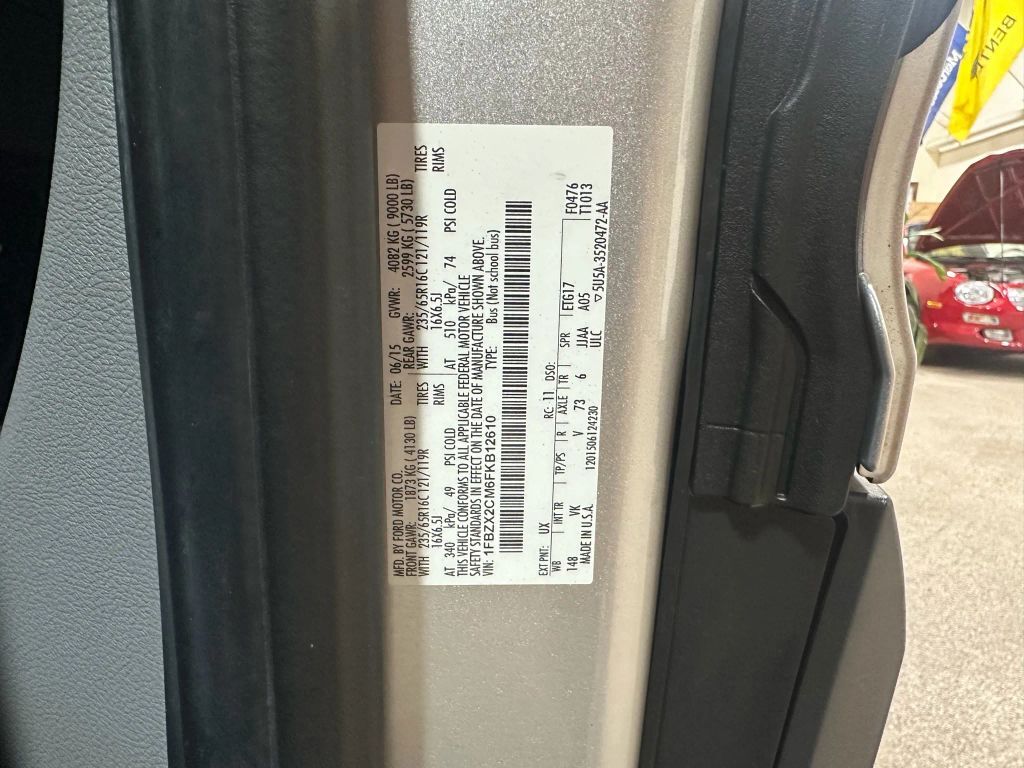 MFD. BY FORD MOTOR CO. DATE: 06/15 GVWR: 4082 KG ( 9000 LB)
FRONT GAWR: 1873 KG ( 4130 LB) REAR GAWR: 2599 KG ( 5730 LB)
WITH 235/65R16C 121/119R TIRES WITH 235/65R16C 121/119R TIRES
16X6.5J RIMS 16X6.5J RIMS
AT 340 kPa/ 49 PSI COLD AT 510 kPa/ 74 PSI COLD
THIS VEHICLE CONFORMS TO ALL APPLICABLE FEDERAL MOTOR VEHICLE
SAFETY STANDARDS IN EFFECT ON THE DATE OF MANUFACTURE SHOWN ABOVE.
VIN: 1FBZX2CM6FKB12610 TYPE: Bus (Not school bus)
EXT PNT: UX RC: 11 DSO:
WB INT TR TP/PS R AXLE TR SPR ETG17 F0476
148 VK V 73 6 JJAA A05 T1013
MADE IN U.S.A. 1201506124230 ULC ▽5U5A-3520472-AA
BENTL